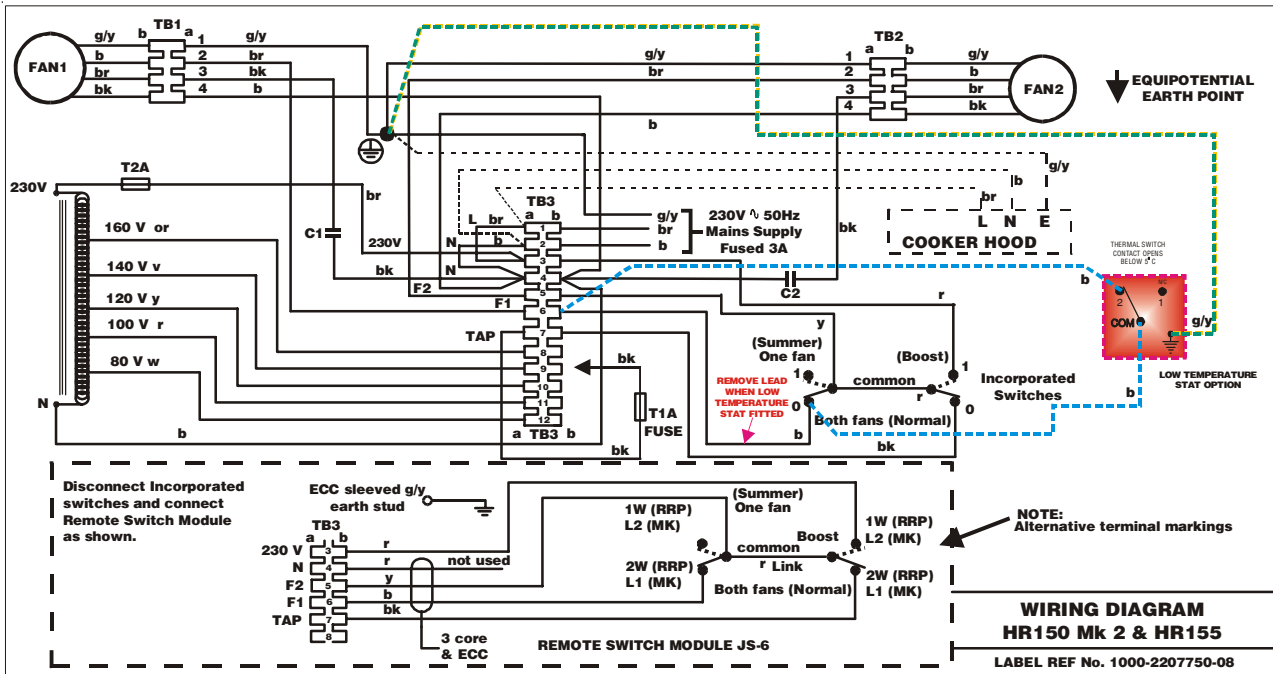 TB1
g/y b a 1 g/y
b 2 br
br 3 bk
bk 4 b
FAN1
TB2
g/y 1 a b g/y
br 2 b
3 br
4 bk
b
FAN2
EQUIPOTENTIAL
EARTH POINT
T2A
230V
br
C1
230V
bk
160 V or
140 V v
120 V y
100 V r
80 V w
N
b
TB3
a b
L br
N b
N
F2
F1
TAP
1
2
3
4
5
6
7
8
9
10
11
12
a TB3 b
g/y
br
b
230V ∿ 50Hz
Mains Supply
Fused 3A
bk
C2
g/y
b
br
L N E
COOKER HOOD
THERMAL SWITCH
CONTACT OPENS
BELOW 5°C
N/C
2 1
COM
g/y
b
b
LOW TEMPERATURE
STAT OPTION
r
y
(Summer)
One fan
(Boost)
1 1
common
r
Incorporated
Switches
0 0
Both fans (Normal)
b
bk
REMOVE LEAD
WHEN LOW
TEMPERATURE
STAT FITTED
bk
T1A
FUSE
bk
Disconnect Incorporated
switches and connect
Remote Switch Module
as shown.
ECC sleeved g/y
earth stud
TB3
a b
230 V 3 r
N 4 r not used
F2 5 y
F1 6 b
TAP 7 bk
8
3 core
& ECC
REMOTE SWITCH MODULE JS-6
(Summer)
One fan
1W (RRP)
L2 (MK)
Boost
1W (RRP)
L2 (MK)
common
r Link
2W (RRP)
L1 (MK)
Both fans (Normal)
2W (RRP)
L1 (MK)
NOTE:
Alternative terminal markings
WIRING DIAGRAM
HR150 Mk 2 & HR155
LABEL REF No. 1000-2207750-08